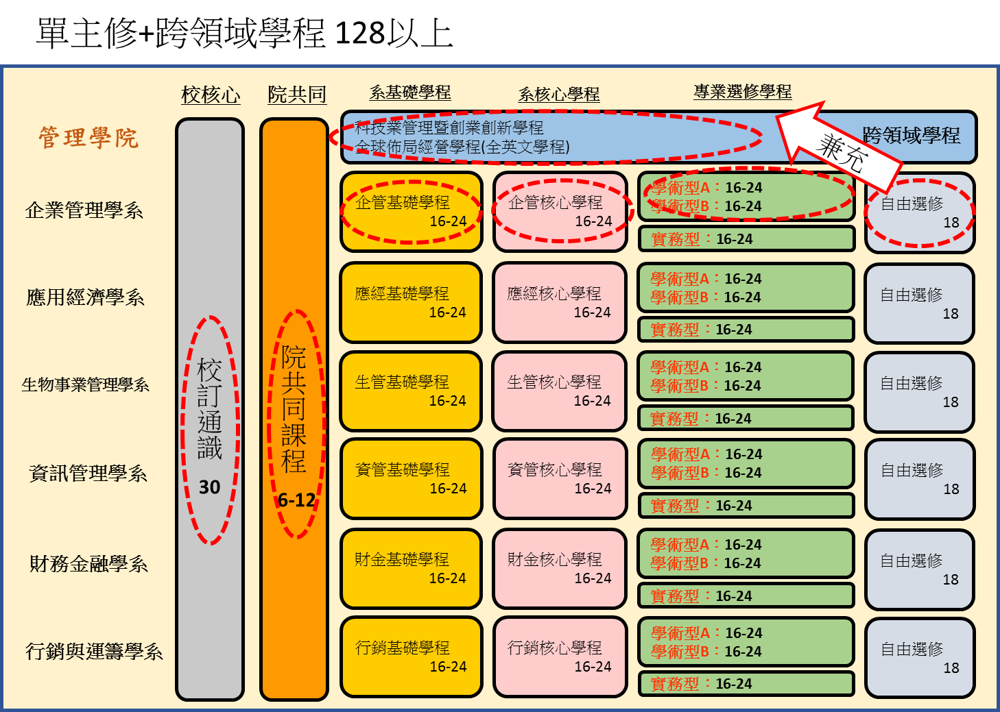 單主修+跨領域學程 128以上
校核心
院共同
系基礎學程
系核心學程
專業選修學程
管理學院
科技業管理暨創業創新學程
全球佈局經營學程(全英文學程)
跨領域學程
兼充
校訂通識
30
院共同課程
6-12
企業管理學系
企管基礎學程
16-24
企管核心學程
16-24
學術型A：16-24
學術型B：16-24
實務型：16-24
自由選修
18
應用經濟學系
應經基礎學程
16-24
應經核心學程
16-24
學術型A：16-24
學術型B：16-24
實務型：16-24
自由選修
18
生物事業管理學系
生管基礎學程
16-24
生管核心學程
16-24
學術型A：16-24
學術型B：16-24
實務型：16-24
自由選修
18
資訊管理學系
資管基礎學程
16-24
資管核心學程
16-24
學術型A：16-24
學術型B：16-24
實務型：16-24
自由選修
18
財務金融學系
財金基礎學程
16-24
財金核心學程
16-24
學術型A：16-24
學術型B：16-24
實務型：16-24
自由選修
18
行銷與運籌學系
行銷基礎學程
16-24
行銷核心學程
16-24
學術型A：16-24
學術型B：16-24
實務型：16-24
自由選修
18